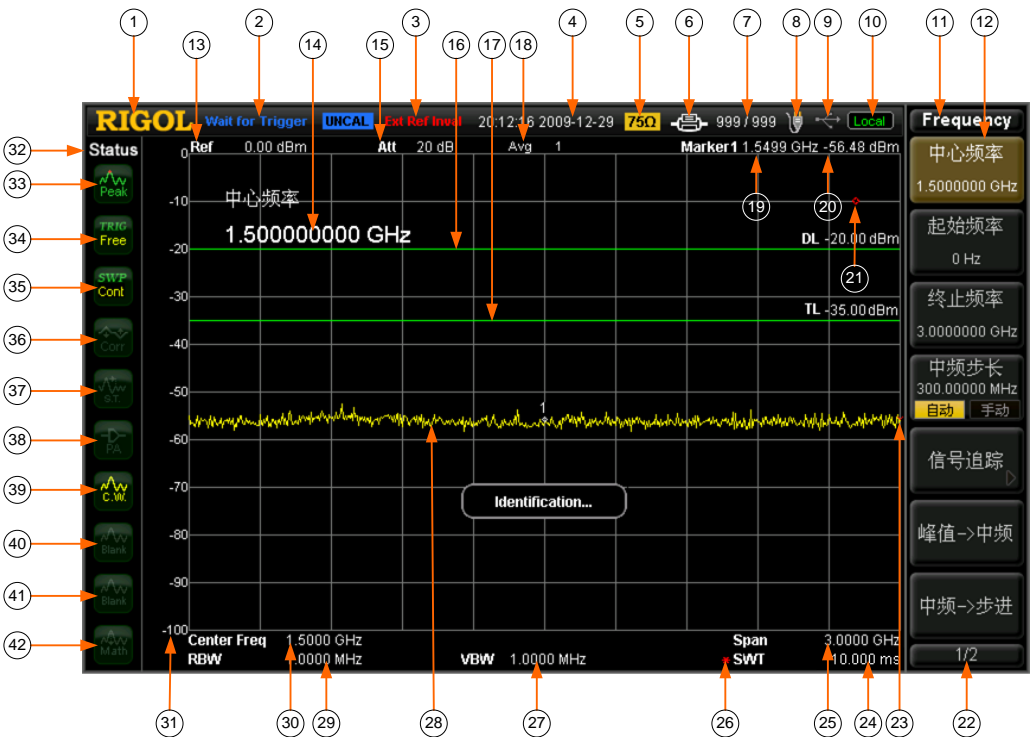 1 2 3 4 5 6 7 8 9 10 11 12
13 14 15 16 17 18
RIGOL Wait for Trigger UNCAL Ext Ref Inval 20:12:16 2009-12-29 75Ω 999 / 999 Local Frequency
32 Status Ref 0.00 dBm Att 20 dB Avg 1 Marker1 1.5499 GHz -56.48 dBm
0
中心频率
1.5000000 GHz
33 Peak
-10
中心频率
19 20
1.500000000 GHz
34 TRIG
Free
-20
DL -20.00 dBm
起始频率
0 Hz
21
35 SWP
Cont
-30
TL -35.00 dBm
终止频率
3.0000000 GHz
36 Corr
-40
中频步长
300.00000 MHz
自动 手动
37 S.T.
-50
1
38 PA
-60
信号追踪
39 C.W.
-70
Identification...
峰值->中频
40 Blank
-80
41 Blank
-90
中频->步进
42 Math
-100
Center Freq 1.5000 GHz Span 3.0000 GHz
RBW .0000 MHz VBW 1.0000 MHz SWT 10.000 ms
1/2
31 30 29 28 27 26 25 24 23 22